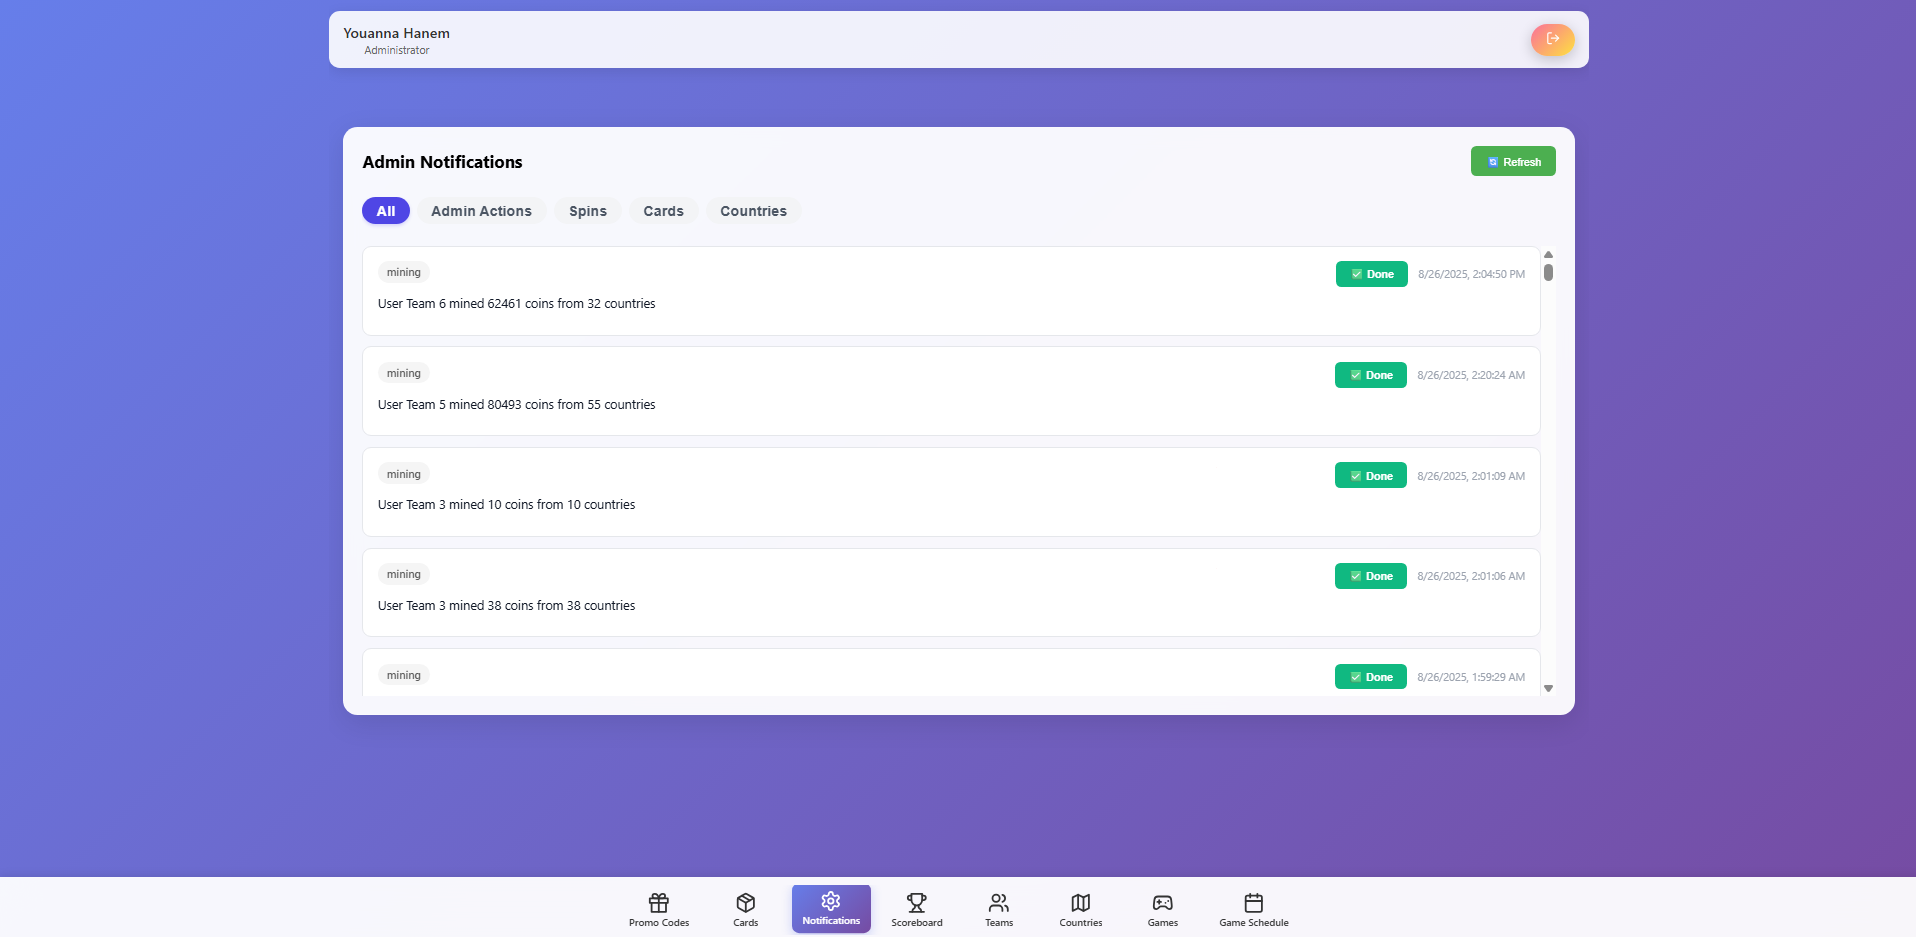 Youanna Hanem
Administrator
Admin Notifications
Refresh
All
Admin Actions
Spins
Cards
Countries
mining
Done
8/26/2025, 2:04:50 PM
User Team 6 mined 62461 coins from 32 countries
mining
Done
8/26/2025, 2:20:24 AM
User Team 5 mined 80493 coins from 55 countries
mining
Done
8/26/2025, 2:01:09 AM
User Team 3 mined 10 coins from 10 countries
mining
Done
8/26/2025, 2:01:06 AM
User Team 3 mined 38 coins from 38 countries
mining
Done
8/26/2025, 1:59:29 AM
Promo Codes
Cards
Notifications
Scoreboard
Teams
Countries
Games
Game Schedule